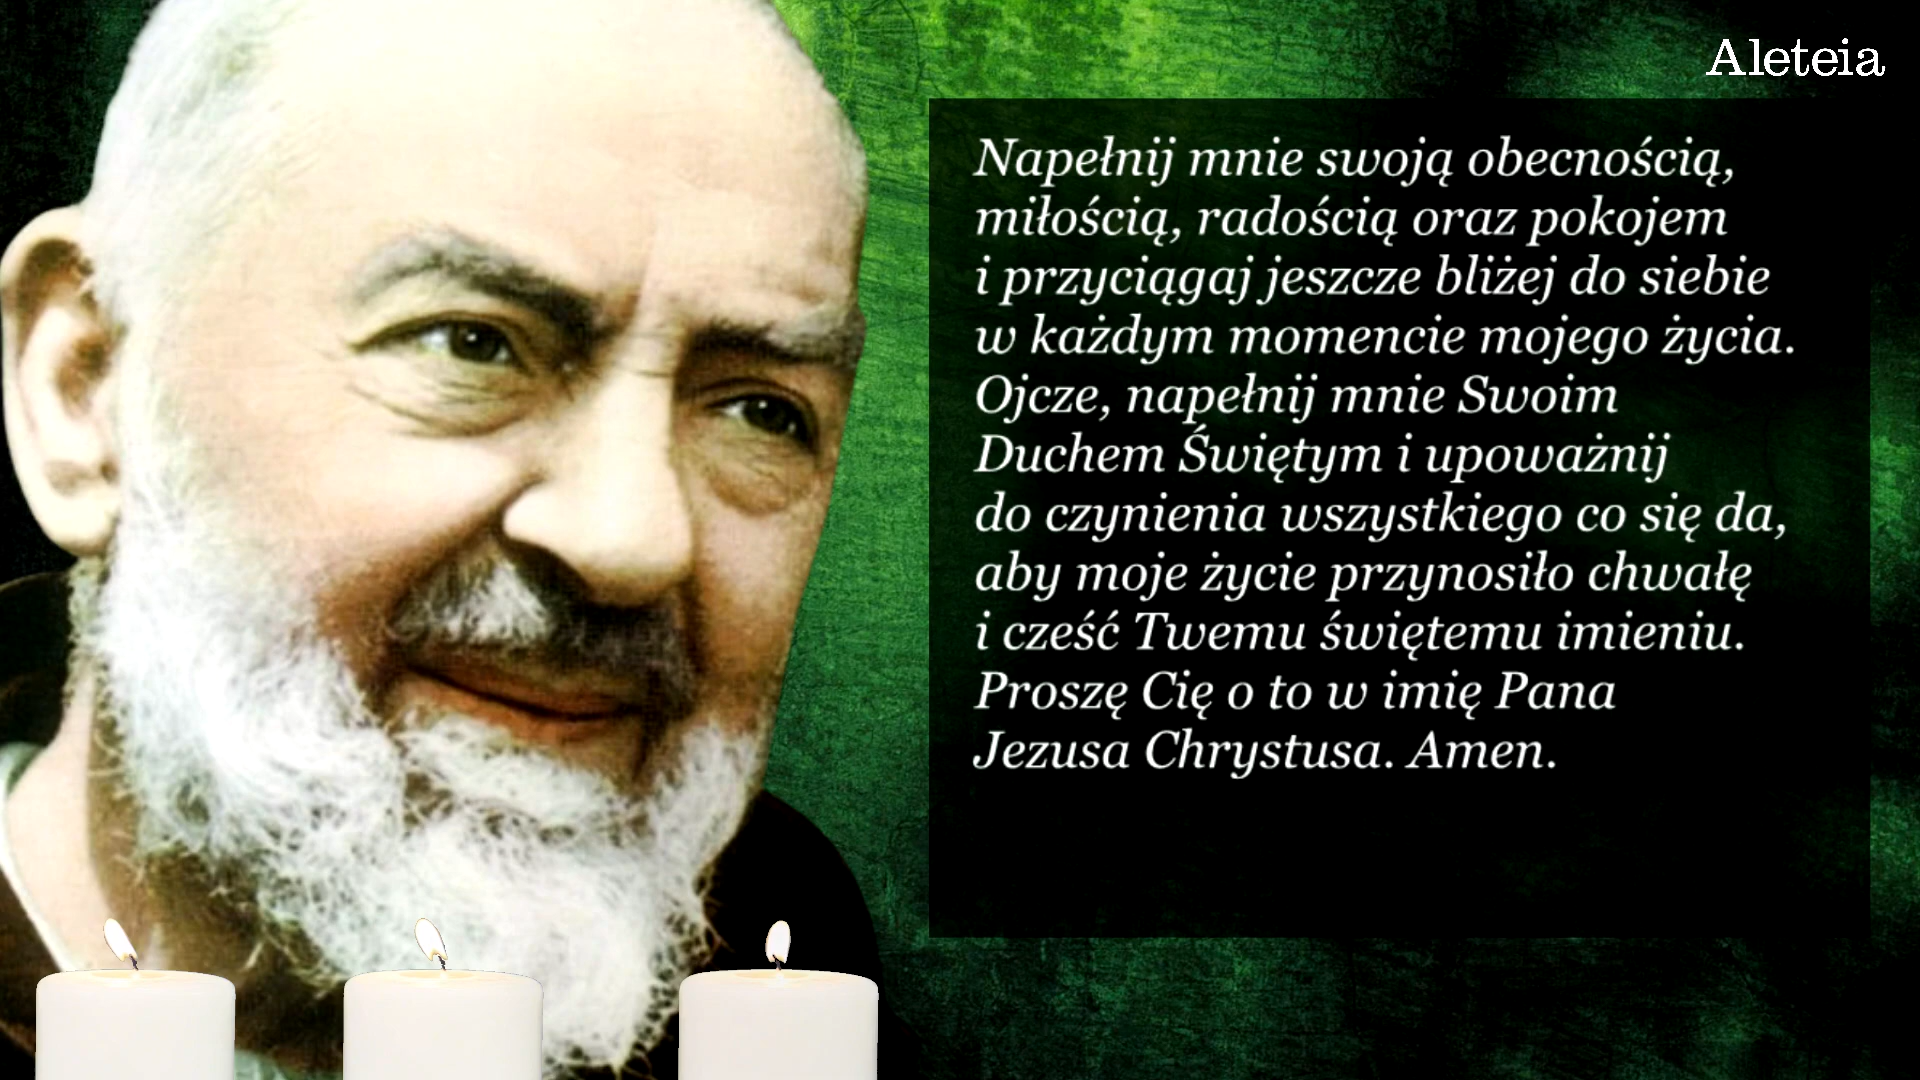 Aleteia
Napełnij mnie swoją obecnością,
miłością, radością oraz pokojem
i przyciągaj jeszcze bliżej do siebie
w każdym momencie mojego życia.
Ojcze, napełnij mnie Swoim
Duchem Świętym i upoważnij
do czynienia wszystkiego co się da,
aby moje życie przynosiło chwałę
i cześć Twemu świętemu imieniu.
Proszę Cię o to w imię Pana
Jezusa Chrystusa. Amen.